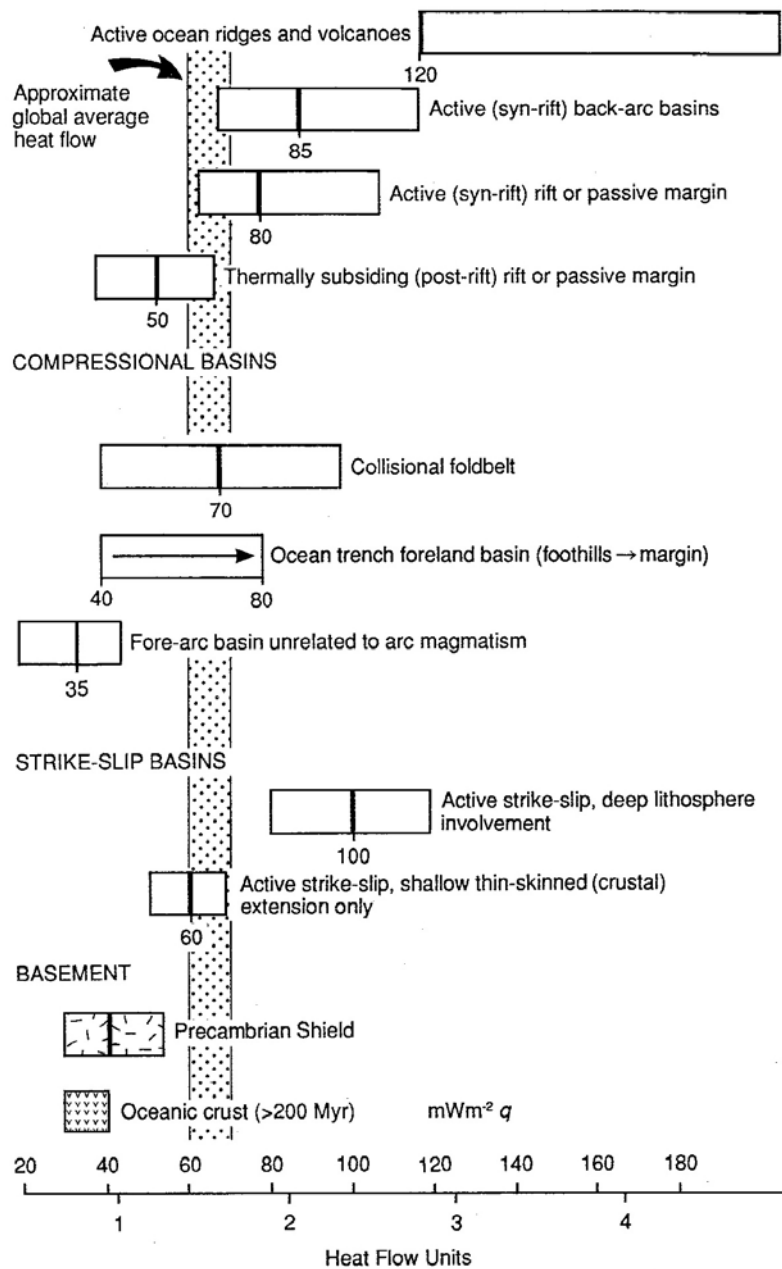 Active ocean ridges and volcanoes
120
Approximate
global average
heat flow
Active (syn-rift) back-arc basins
85
Active (syn-rift) rift or passive margin
80
Thermally subsiding (post-rift) rift or passive margin
50
COMPRESSIONAL BASINS
Collisional foldbelt
70
Ocean trench foreland basin (foothills → margin)
40 80
Fore-arc basin unrelated to arc magmatism
35
STRIKE-SLIP BASINS
Active strike-slip, deep lithosphere
involvement
100
Active strike-slip, shallow thin-skinned (crustal)
extension only
60
BASEMENT
Precambrian Shield
Oceanic crust (>200 Myr) mWm⁻² q
20 40 60 80 100 120 140 160 180
1 2 3 4
Heat Flow Units